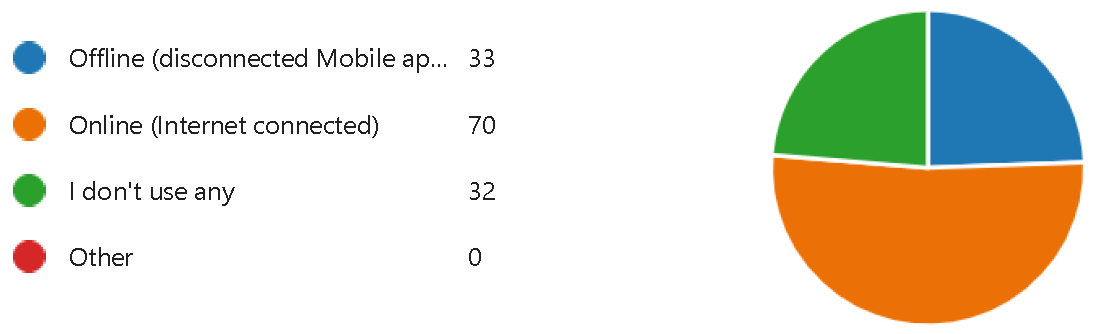 Offline (disconnected Mobile ap... 33
Online (Internet connected) 70
I don't use any 32
Other 0